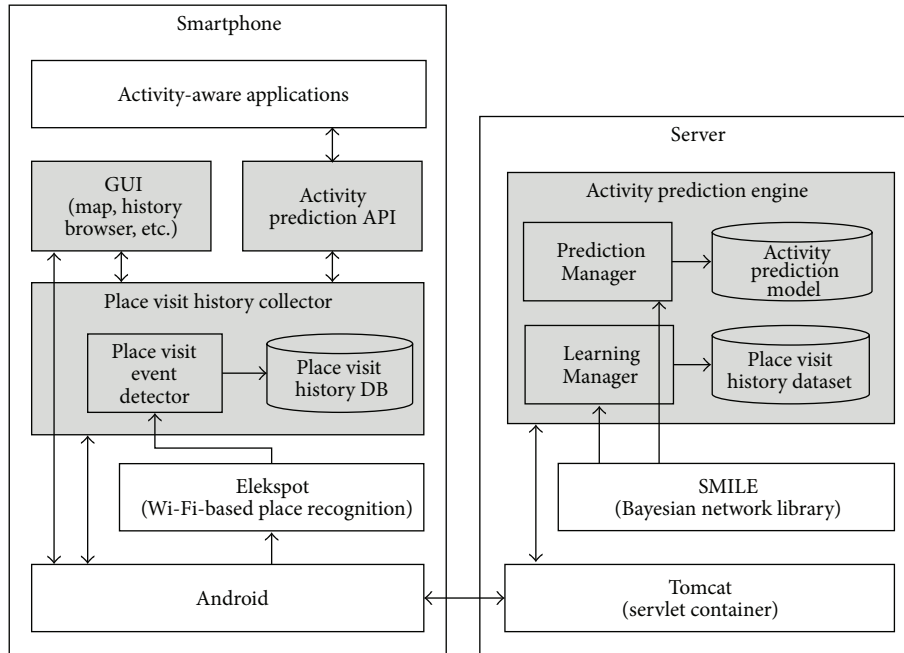 Smartphone
Activity-aware applications
GUI
(map, history
browser, etc.)
Activity
prediction API
Place visit history collector
Place visit
event
detector
Place visit
history DB
Elekspot
(Wi-Fi-based place recognition)
Android
Server
Activity prediction engine
Prediction
Manager
Activity
prediction
model
Learning
Manager
Place visit
history dataset
SMILE
(Bayesian network library)
Tomcat
(servlet container)